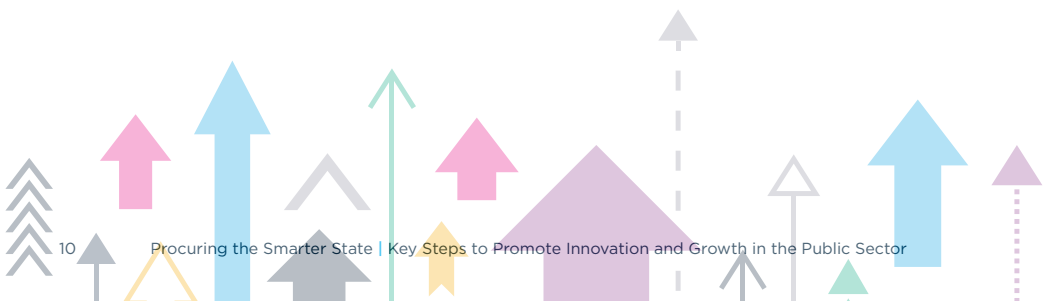 10 Procuring the Smarter State | Key Steps to Promote Innovation and Growth in the Public Sector